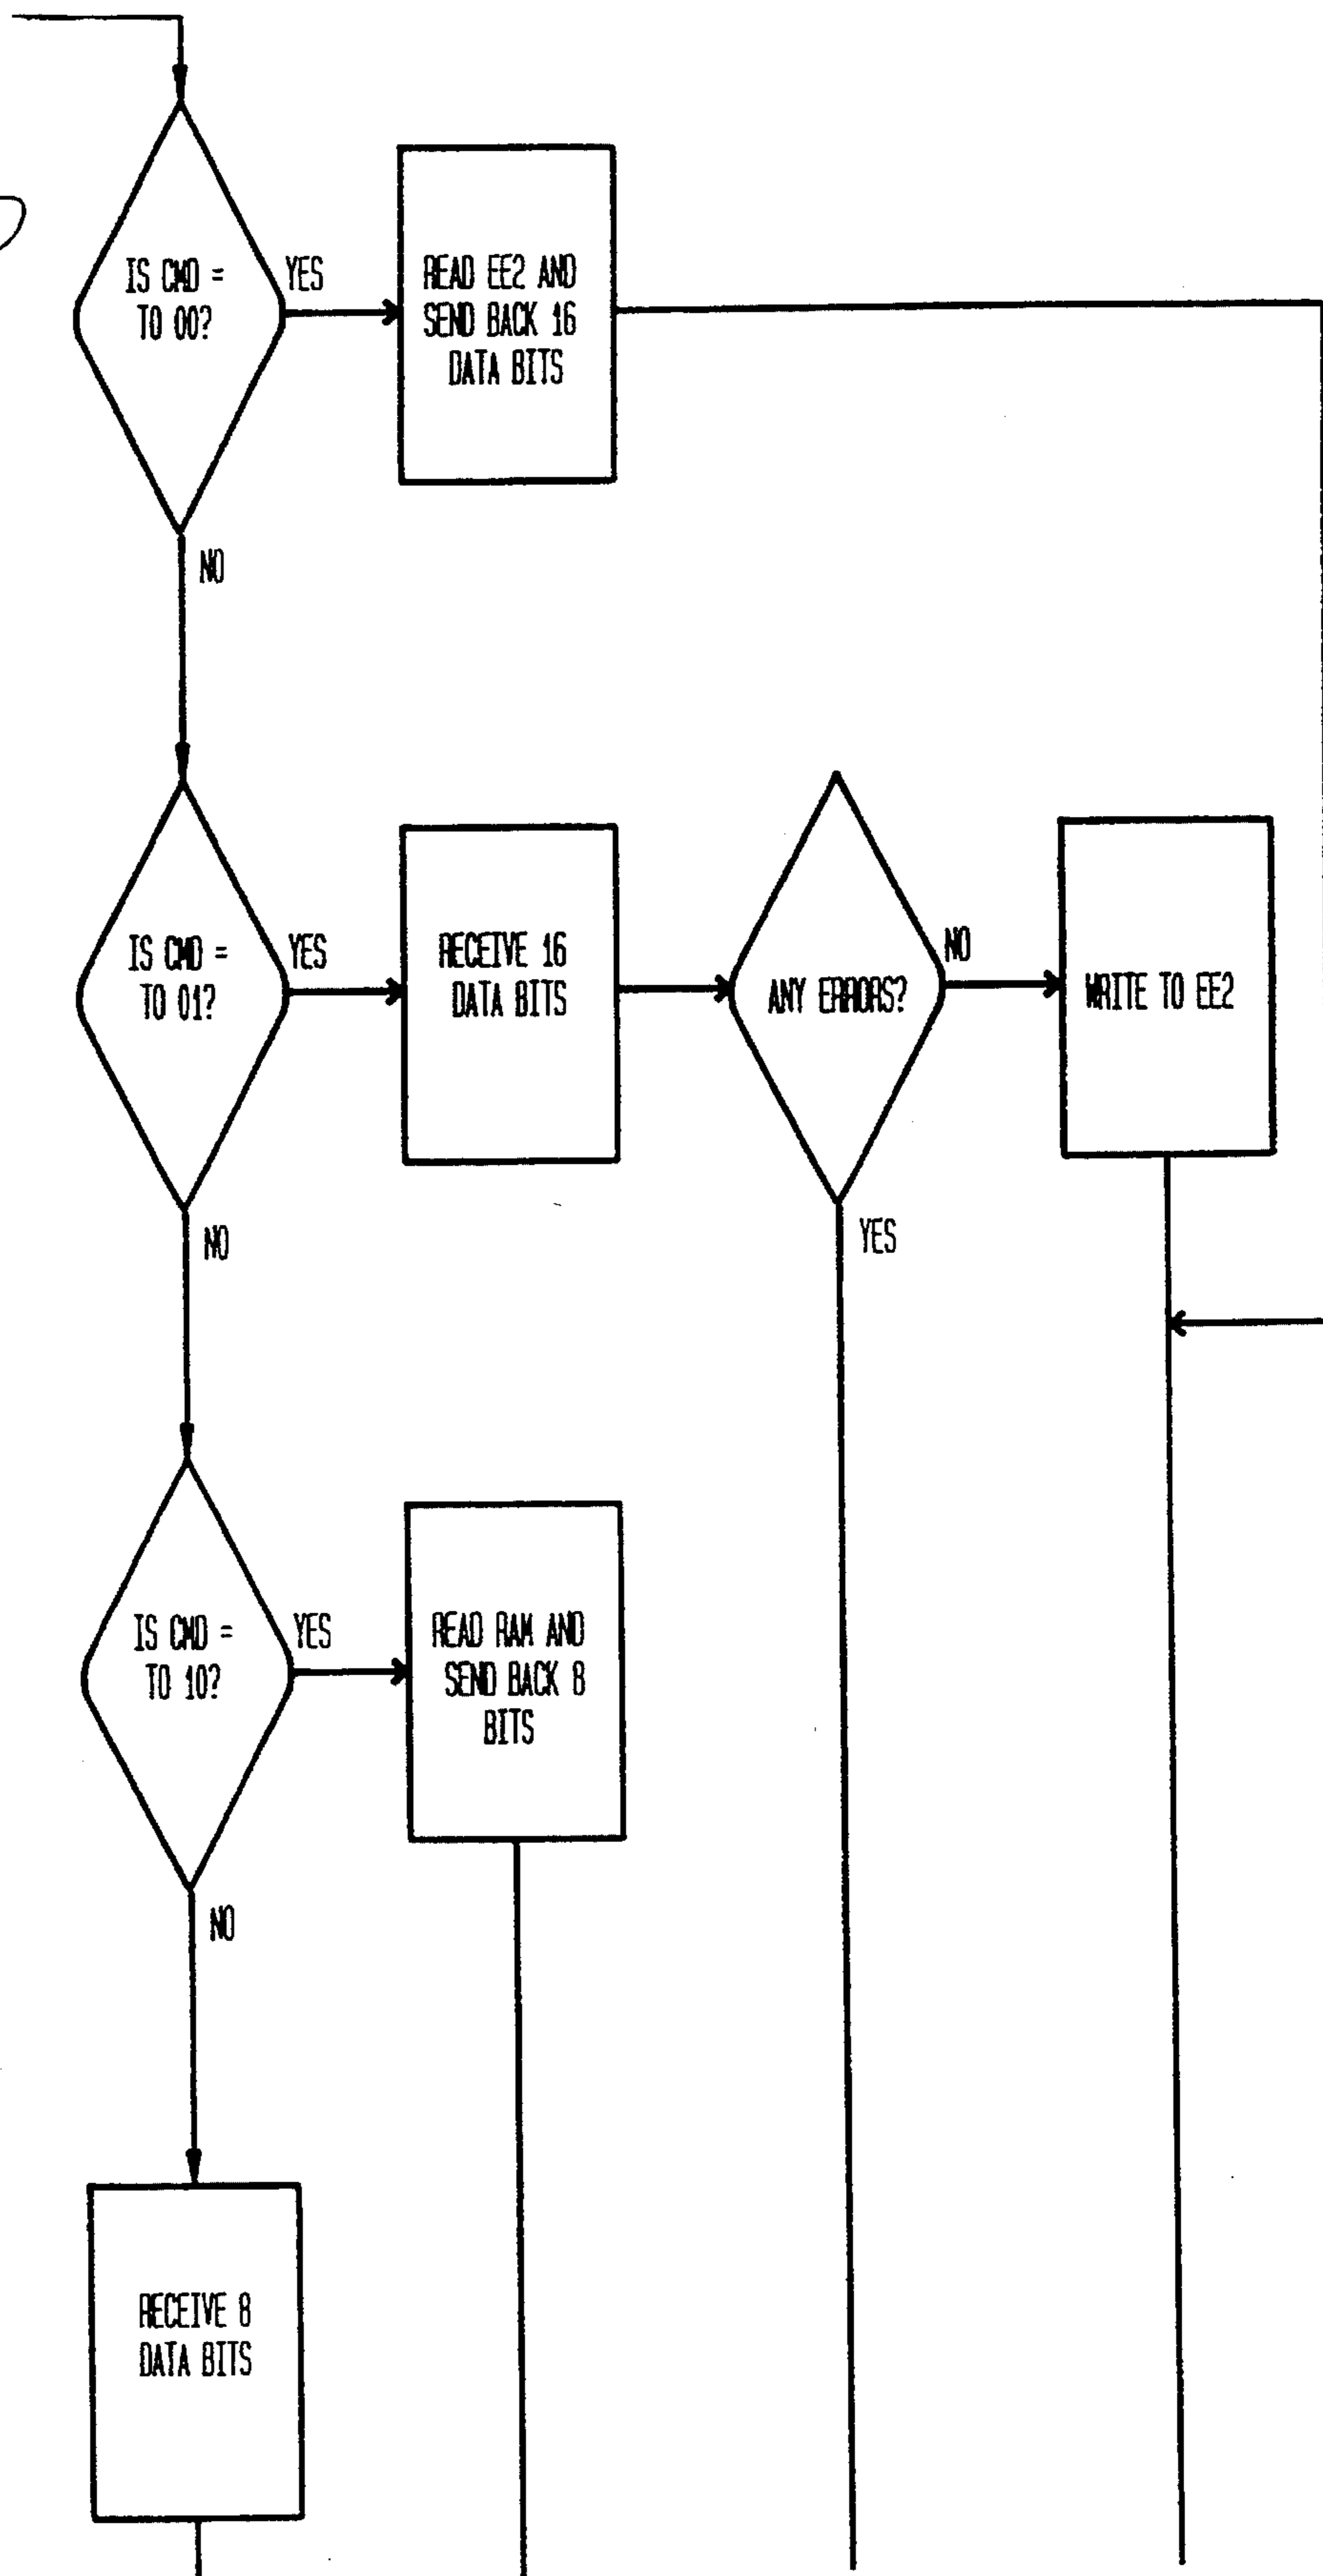 IS CMD =
TO 00?
YES
READ EE2 AND
SEND BACK 16
DATA BITS
NO
IS CMD =
TO 01?
YES
RECEIVE 16
DATA BITS
ANY ERRORS?
NO
WRITE TO EE2
YES
NO
IS CMD =
TO 10?
YES
READ RAM AND
SEND BACK 8
BITS
NO
RECEIVE 8
DATA BITS